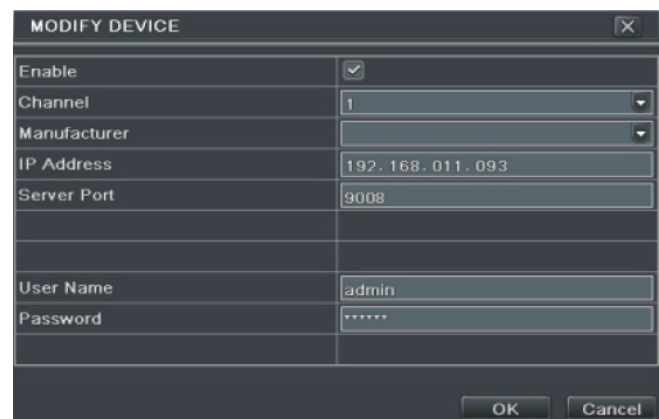 MODIFY DEVICE
Enable
Channel 1
Manufacturer
IP Address 192.168.011.093
Server Port 9008
User Name admin
Password ******
OK Cancel